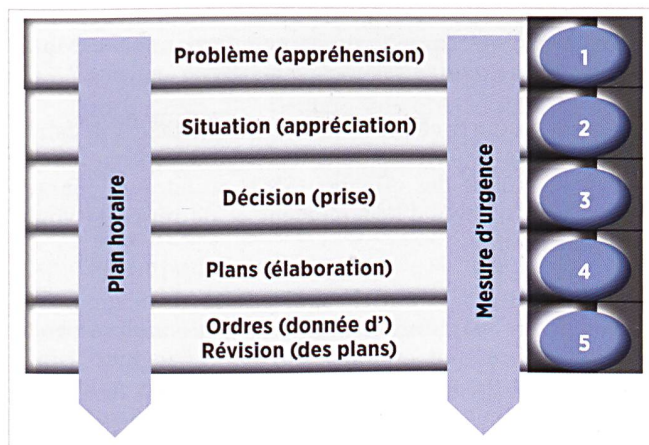 Problème (appréhension)
1
Situation (appréciation)
2
Décision (prise)
3
Plans (élaboration)
4
Ordres (donnée d')
Révision (des plans)
5
Plan horaire
Mesure d'urgence